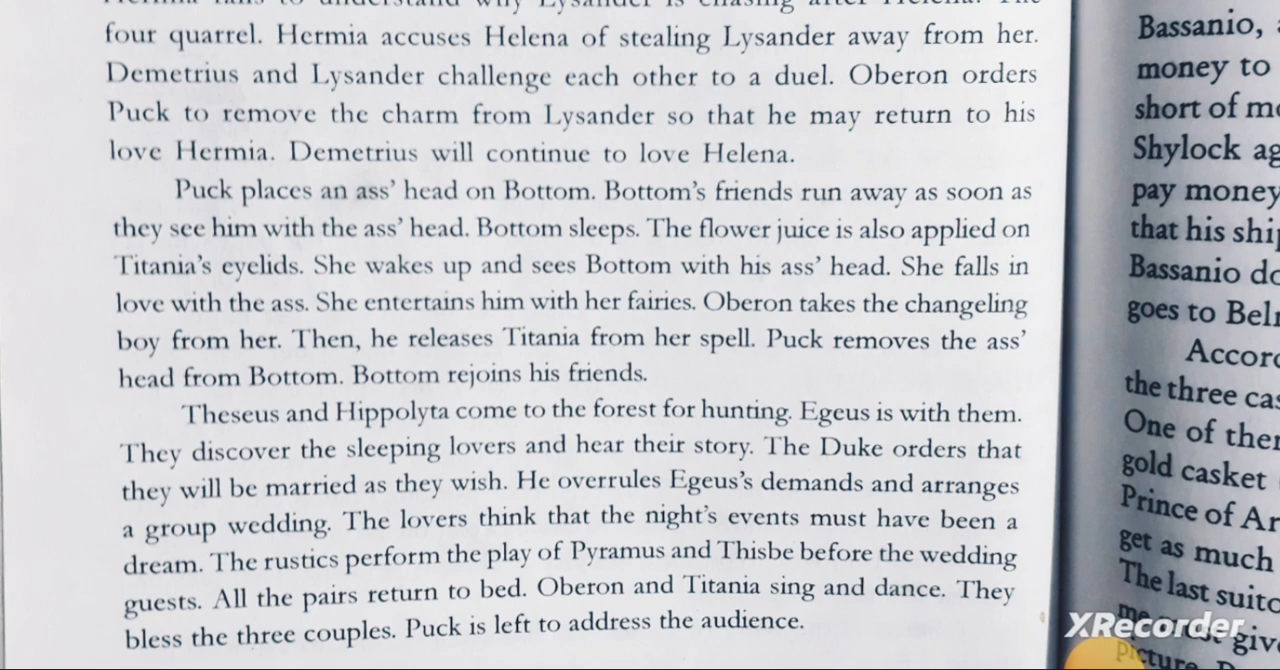 four quarrel. Hermia accuses Helena of stealing Lysander away from her.
Demetrius and Lysander challenge each other to a duel. Oberon orders
Puck to remove the charm from Lysander so that he may return to his
love Hermia. Demetrius will continue to love Helena.
Puck places an ass' head on Bottom. Bottom's friends run away as soon as
they see him with the ass' head. Bottom sleeps. The flower juice is also applied on
Titania's eyelids. She wakes up and sees Bottom with his ass' head. She falls in
love with the ass. She entertains him with her fairies. Oberon takes the changeling
boy from her. Then, he releases Titania from her spell. Puck removes the ass'
head from Bottom. Bottom rejoins his friends.
Theseus and Hippolyta come to the forest for hunting. Egeus is with them.
They discover the sleeping lovers and hear their story. The Duke orders that
they will be married as they wish. He overrules Egeus's demands and arranges
a group wedding. The lovers think that the night's events must have been a
dream. The rustics perform the play of Pyramus and Thisbe before the wedding
guests. All the pairs return to bed. Oberon and Titania sing and dance. They
bless the three couples. Puck is left to address the audience.
Bassanio,
money to
short of
Shylock
pay money
that his
Bassanio
goes to
the three
One of
gold casket
Prince of
get as much
The last
XRecorder